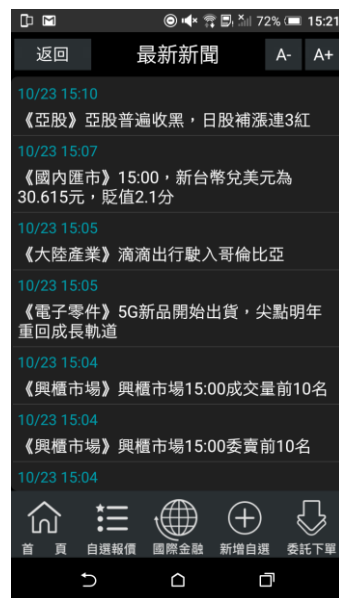 72% 15:21
返回 最新新聞 A- A+
10/23 15:10
《亞股》亞股普遍收黑，日股補漲連3紅
10/23 15:07
《國內匯市》15:00，新台幣兌美元為
30.615元，貶值2.1分
10/23 15:05
《大陸產業》滴滴出行駛入哥倫比亞
10/23 15:05
《電子零件》5G新品開始出貨，尖點明年
重回成長軌道
10/23 15:04
《興櫃市場》興櫃市場15:00成交量前10名
10/23 15:04
《興櫃市場》興櫃市場15:00委賣前10名
10/23 15:04
首 頁 自選報價 國際金融 新增自選 委託下單